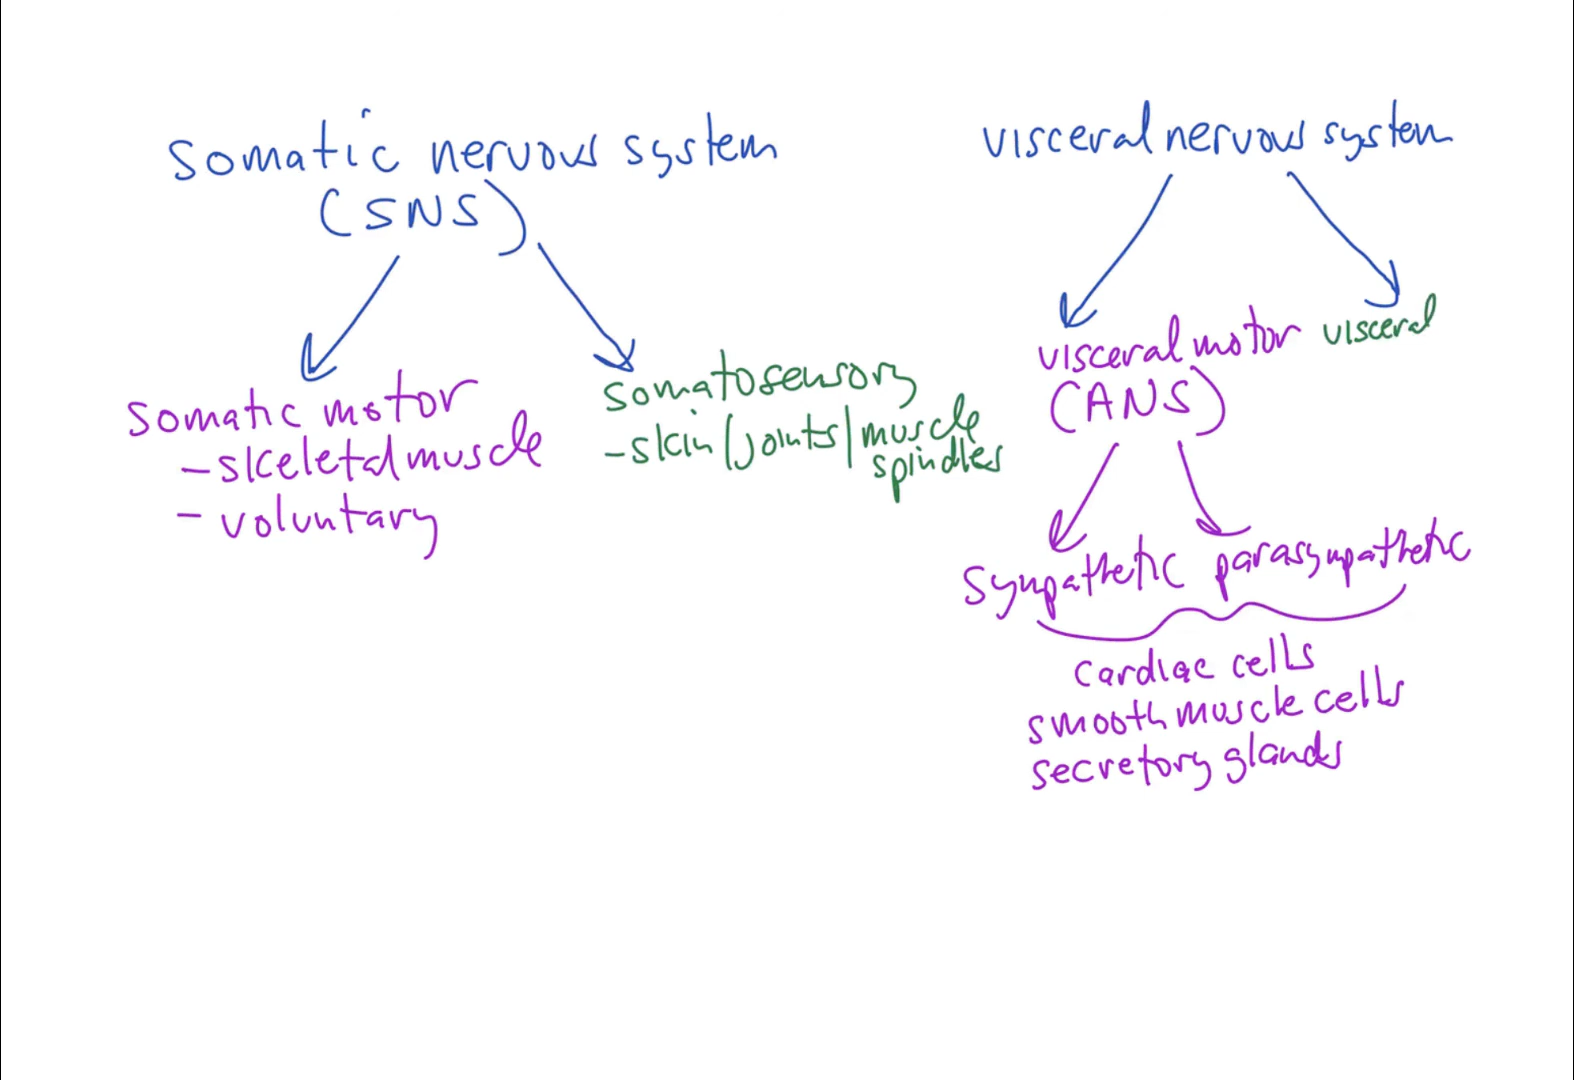 somatic nervous system
(SNS)
somatic motor
- skeletal muscle
- voluntary
somatosensory
- skin/joints/muscle
spindles
visceral nervous system
visceral motor
(ANS)
visceral
sympathetic
parasympathetic
cardiac cells
smooth muscle cells
secretory glands